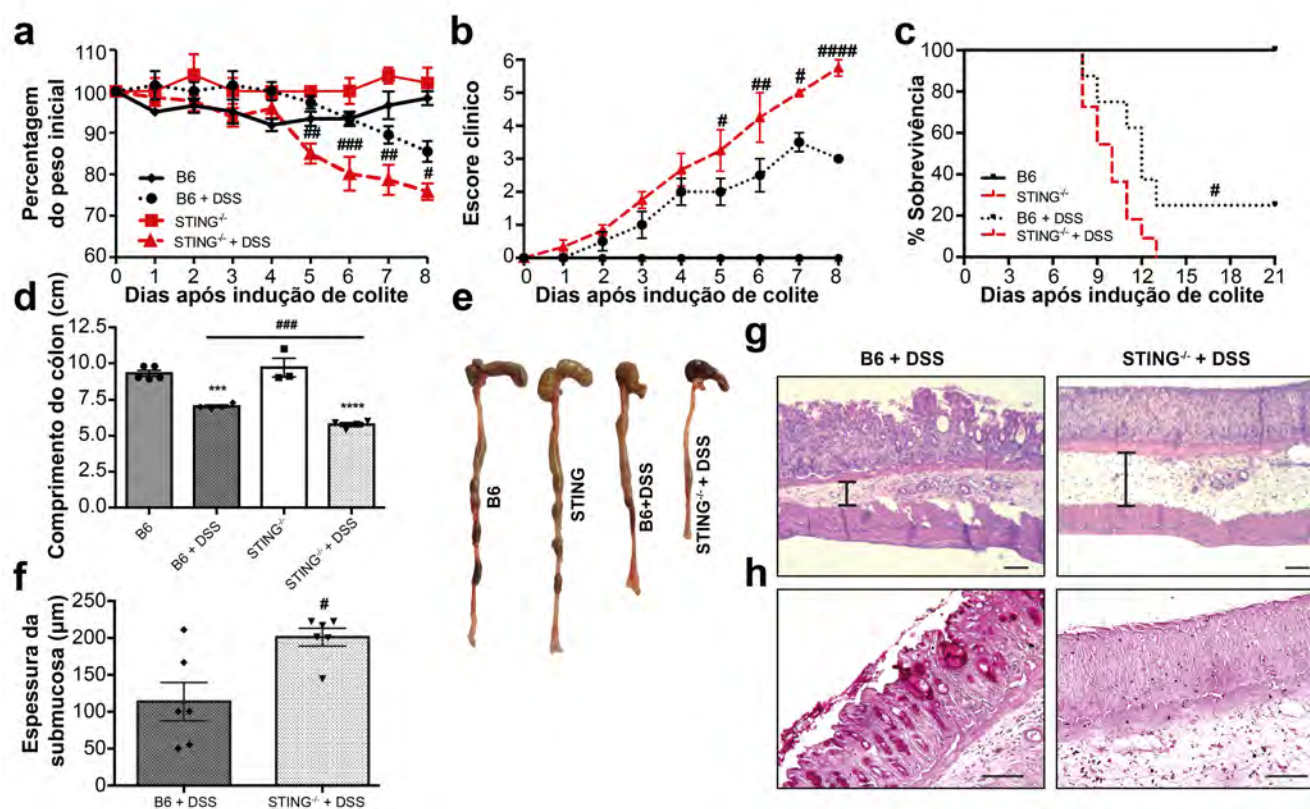 a
Percentagem
do peso inicial
110
100
90
80
70
60
##
###
##
#
B6
B6 + DSS
STING-/-
STING-/- + DSS
0 1 2 3 4 5 6 7 8
Dias após indução de colite
b
Escore clínico
6
5
4
3
2
1
0
#
##
#
####
0 1 2 3 4 5 6 7 8
Dias após indução de colite
c
% Sobrevivência
100
80
60
40
20
0
B6
STING-/-
B6 + DSS
STING-/- + DSS
#
0 3 6 9 12 15 18 21
Dias após indução de colite
d
Comprimento do cólon (cm)
12.5
10.0
7.5
5.0
2.5
0.0
###
***
****
B6
B6 + DSS
STING-/-
STING-/- + DSS
e
B6
STING
B6+DSS
STING-/- + DSS
f
Espessura da
submucosa (µm)
250
200
150
100
50
0
#
B6 + DSS
STING-/- + DSS
g
B6 + DSS
STING-/- + DSS
h